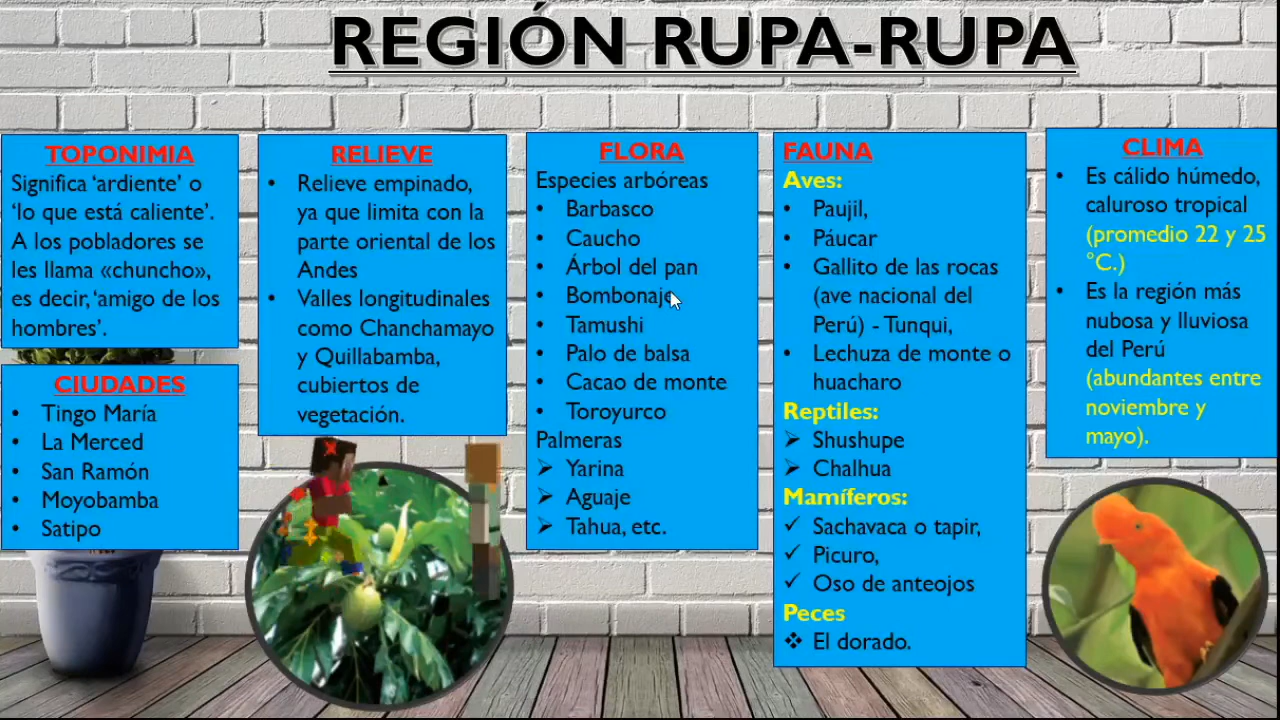 REGIÓN RUPA-RUPA
TOPONIMIA
Significa ‘ardiente’ o
‘lo que está caliente’.
A los pobladores se
les llama «chuncho»,
es decir, ‘amigo de los
hombres’.
CIUDADES
• Tingo María
• La Merced
• San Ramón
• Moyobamba
• Satipo
RELIEVE
• Relieve empinado,
ya que limita con la
parte oriental de los
Andes
• Valles longitudinales
como Chanchamayo
y Quillabamba,
cubiertos de
vegetación.
FLORA
Especies arbóreas
• Barbasco
• Caucho
• Árbol del pan
• Bombonaje
• Tamushi
• Palo de balsa
• Cacao de monte
• Toroyurco
Palmeras
➢ Yarina
➢ Aguaje
➢ Tahua, etc.
FAUNA
Aves:
• Paujil,
• Páucar
• Gallito de las rocas
(ave nacional del
Perú) - Tunqui,
• Lechuza de monte o
huacharo
Reptiles:
➢ Shushupe
➢ Chalhua
Mamíferos:
✓ Sachavaca o tapir,
✓ Picuro,
✓ Oso de anteojos
Peces
❖ El dorado.
CLIMA
• Es cálido húmedo,
caluroso tropical
(promedio 22 y 25
°C.)
• Es la región más
nubosa y lluviosa
del Perú
(abundantes entre
noviembre y
mayo).